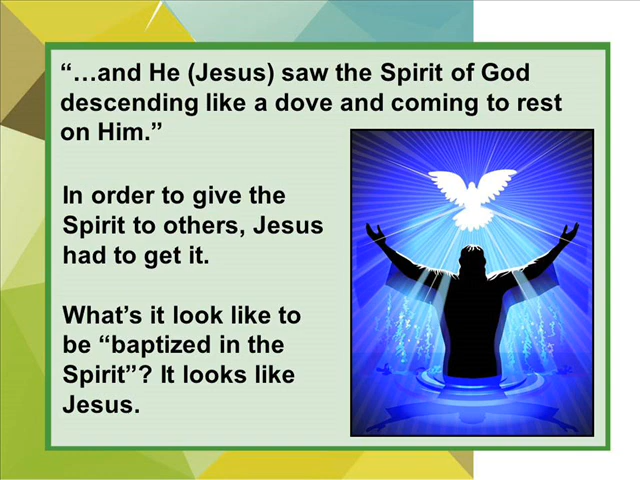 “…and He (Jesus) saw the Spirit of God
descending like a dove and coming to rest
on Him.”
In order to give the
Spirit to others, Jesus
had to get it.
What’s it look like to
be “baptized in the
Spirit”? It looks like
Jesus.